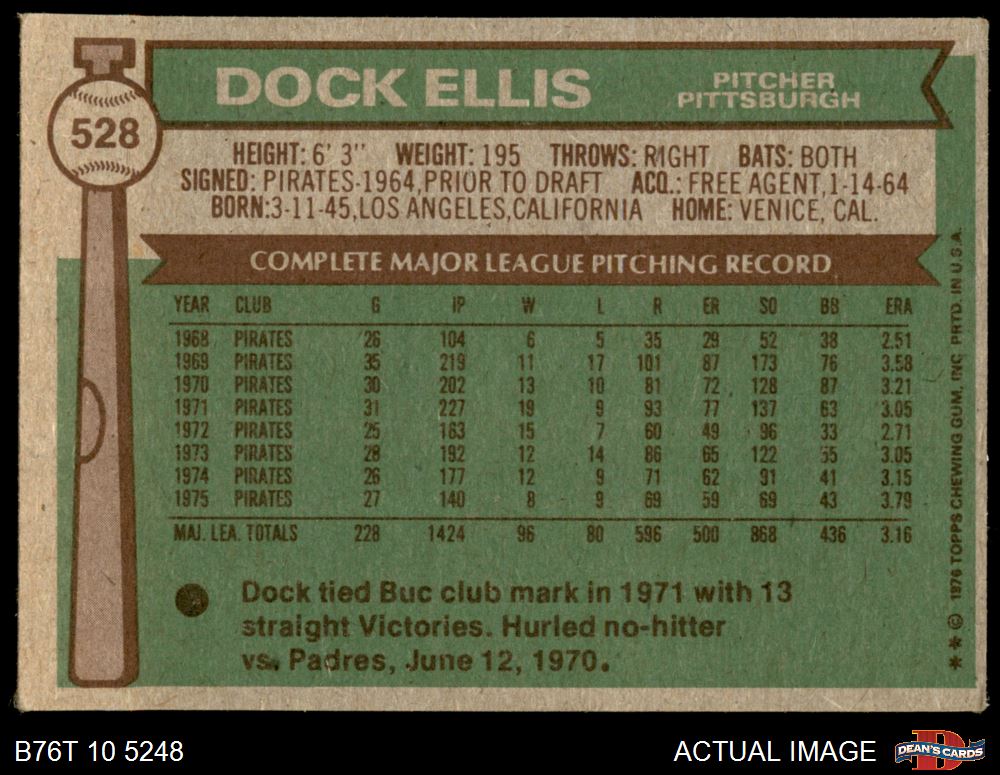 DOCK ELLIS
PITCHER
PITTSBURGH
528
HEIGHT: 6' 3" WEIGHT: 195 THROWS: RIGHT BATS: BOTH
SIGNED: PIRATES-1964, PRIOR TO DRAFT ACQ.: FREE AGENT, 1-14-64
BORN: 3-11-45, LOS ANGELES, CALIFORNIA HOME: VENICE, CAL.
COMPLETE MAJOR LEAGUE PITCHING RECORD
YEAR CLUB G IP W L R ER SO BB ERA
1968 PIRATES 26 104 6 5 35 29 52 38 2.51
1969 PIRATES 35 219 11 17 101 87 173 76 3.58
1970 PIRATES 30 202 13 10 81 72 128 87 3.21
1971 PIRATES 31 227 19 9 93 77 137 63 3.05
1972 PIRATES 25 163 15 7 60 49 96 33 2.71
1973 PIRATES 28 192 12 14 86 65 122 55 3.05
1974 PIRATES 26 177 12 9 71 62 91 41 3.15
1975 PIRATES 27 140 8 9 69 59 69 43 3.79
MAJ. LEA. TOTALS 228 1424 96 80 596 500 868 436 3.16
Dock tied Buc club mark in 1971 with 13
straight Victories. Hurled no-hitter
vs. Padres, June 12, 1970.
** © 1976 TOPPS CHEWING GUM, INC. PRTD. IN U.S.A.
B76T 10 5248
ACTUAL IMAGE
D
DEAN'S CARDS